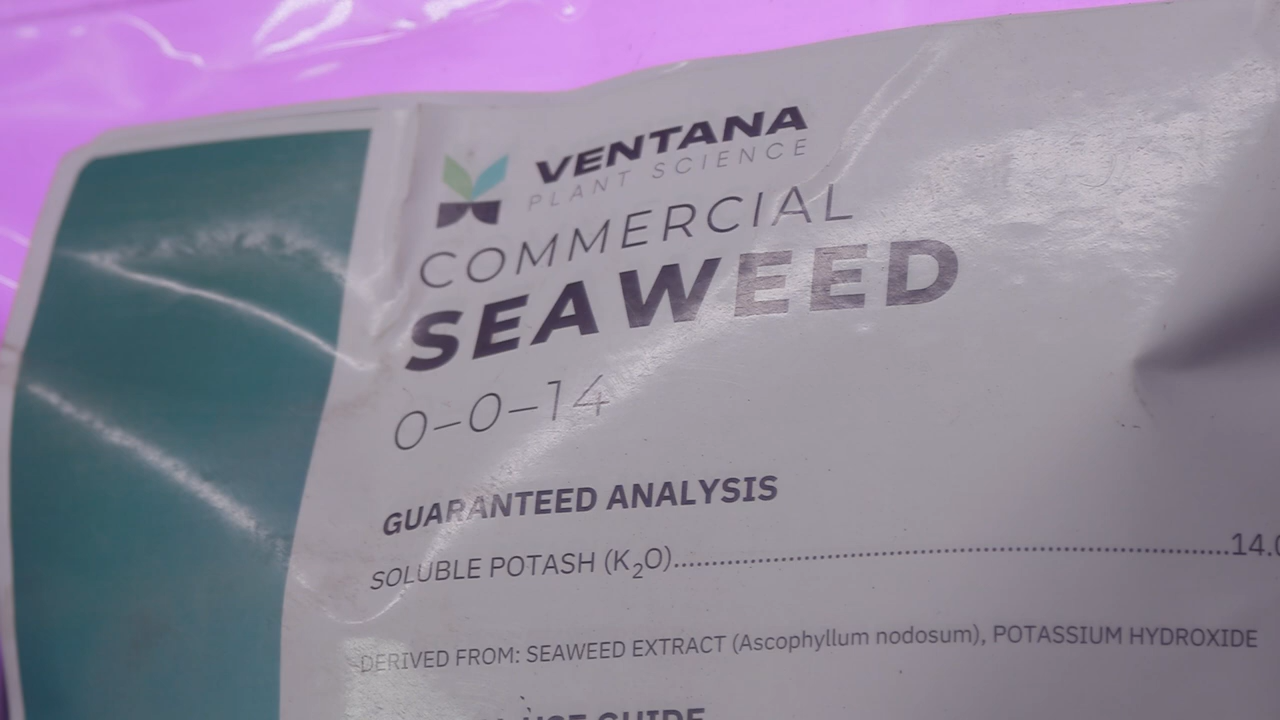 VENTANA
PLANT SCIENCE
COMMERCIAL
SEAWEED
0-0-14
GUARANTEED ANALYSIS
SOLUBLE POTASH (K₂O)..............................14.0
DERIVED FROM: SEAWEED EXTRACT (Ascophyllum nodosum), POTASSIUM HYDROXIDE
GUIDE